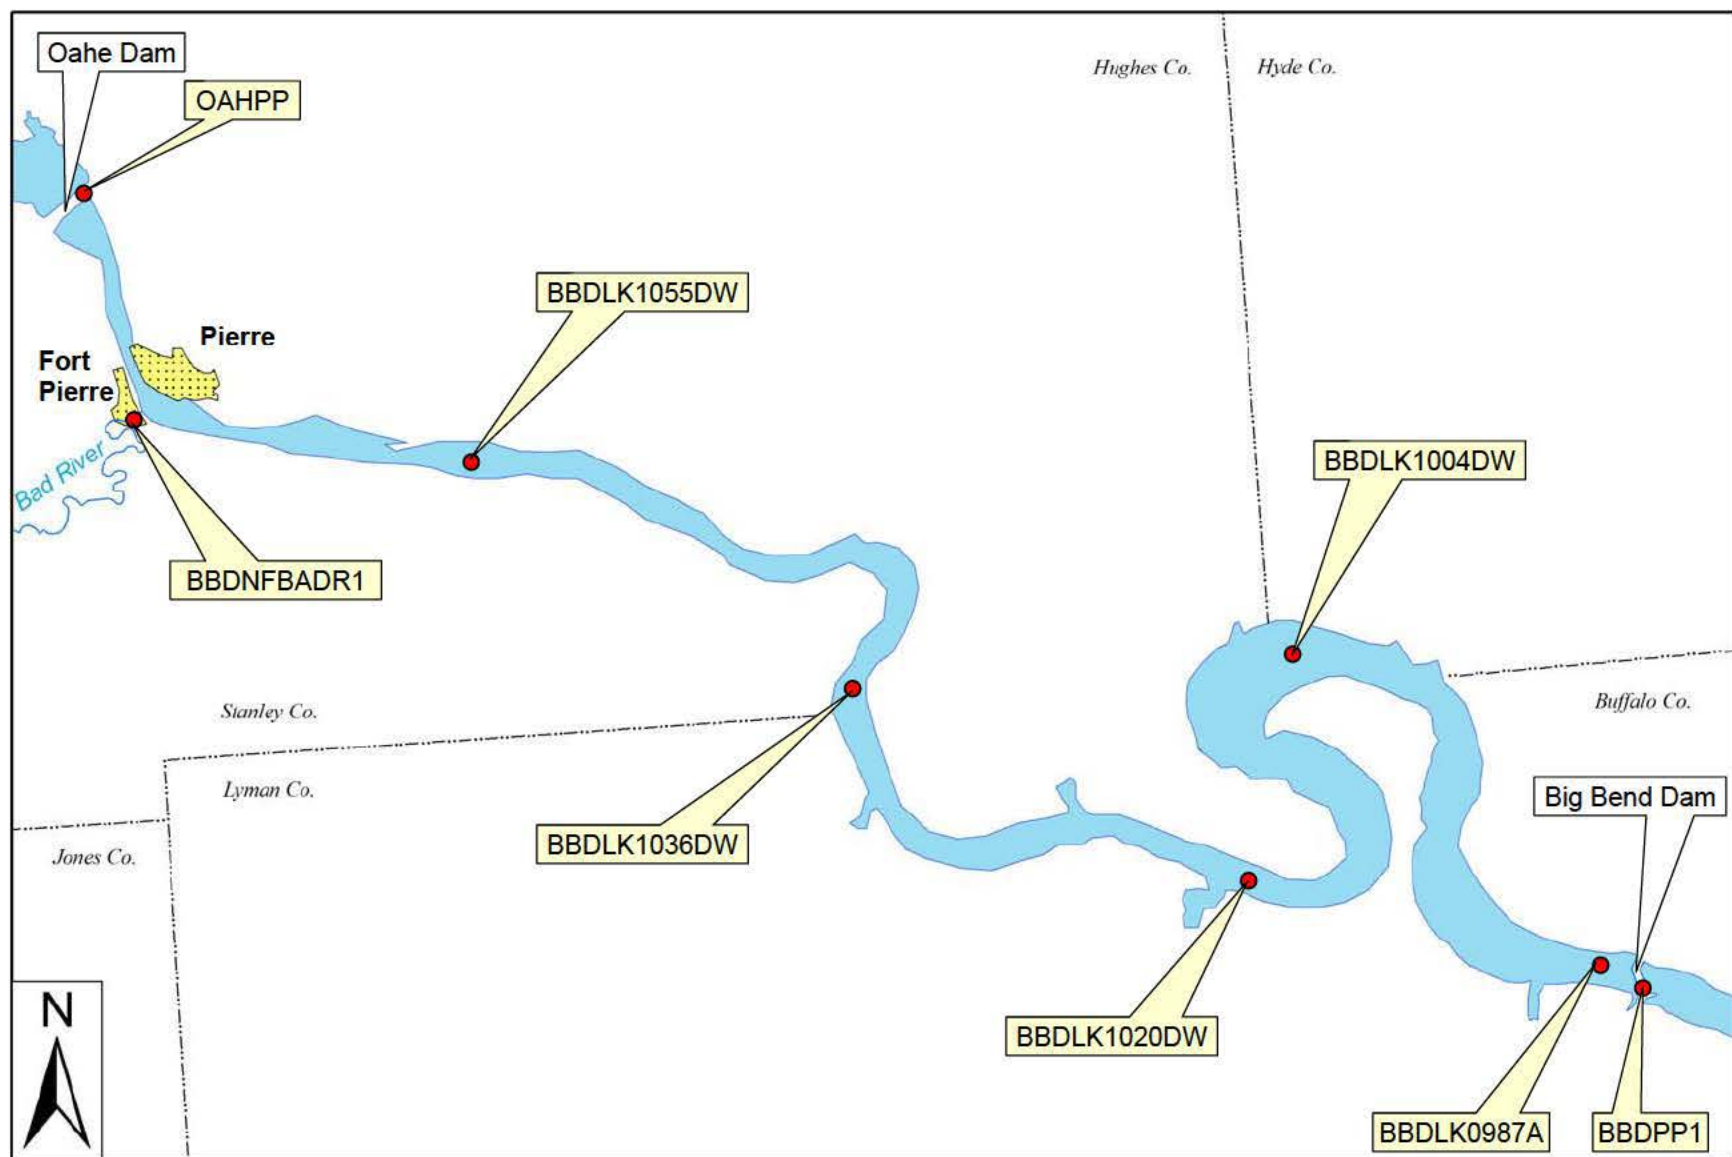 Oahe Dam
OAHPP
Hughes Co.
Hyde Co.
BBDLK1055DW
Pierre
Fort
Pierre
Bad River
BBDLK1004DW
BBDNFBADR1
Stanley Co.
Buffalo Co.
Lyman Co.
Big Bend Dam
Jones Co.
BBDLK1036DW
BBDLK1020DW
N
BBDLK0987A
BBDPP1